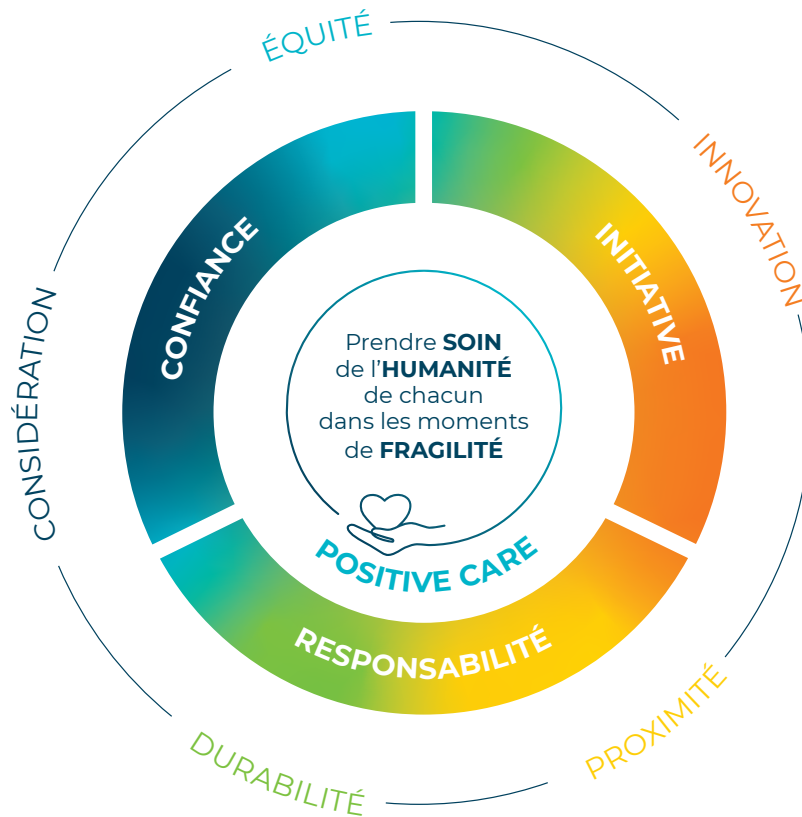 ÉQUITÉ
INNOVATION
PROXIMITÉ
DURABILITÉ
CONSIDÉRATION
CONFIANCE
INITIATIVE
RESPONSABILITÉ
Prendre SOIN
de l’HUMANITÉ
de chacun
dans les moments
de FRAGILITÉ
POSITIVE CARE